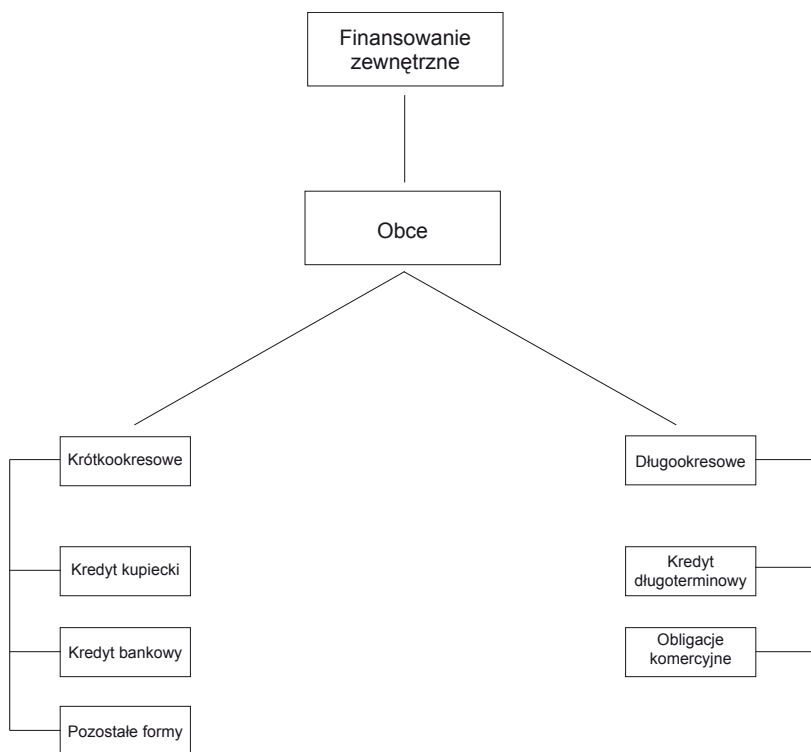 Finansowanie
zewnętrzne
Obce
Krótkookresowe
Długookresowe
Kredyt kupiecki
Kredyt
długoterminowy
Kredyt bankowy
Obligacje
komercyjne
Pozostałe formy